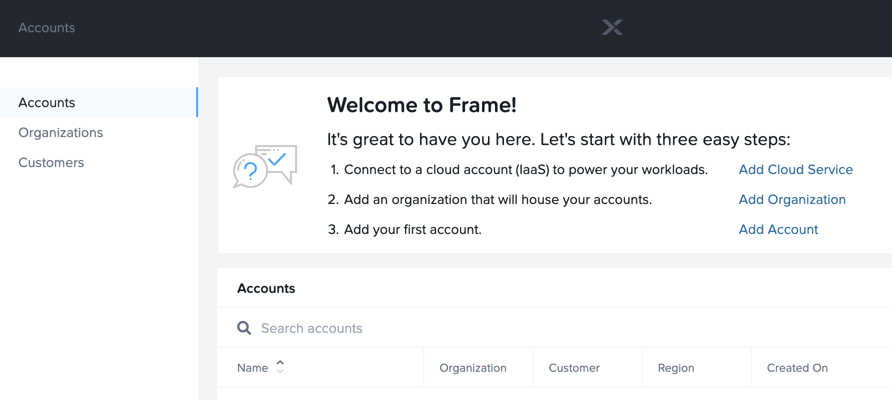 Accounts
Accounts
Organizations
Customers
Welcome to Frame!
It's great to have you here. Let's start with three easy steps:
1. Connect to a cloud account (IaaS) to power your workloads. Add Cloud Service
2. Add an organization that will house your accounts. Add Organization
3. Add your first account. Add Account
Accounts
Search accounts
Name Organization Customer Region Created On